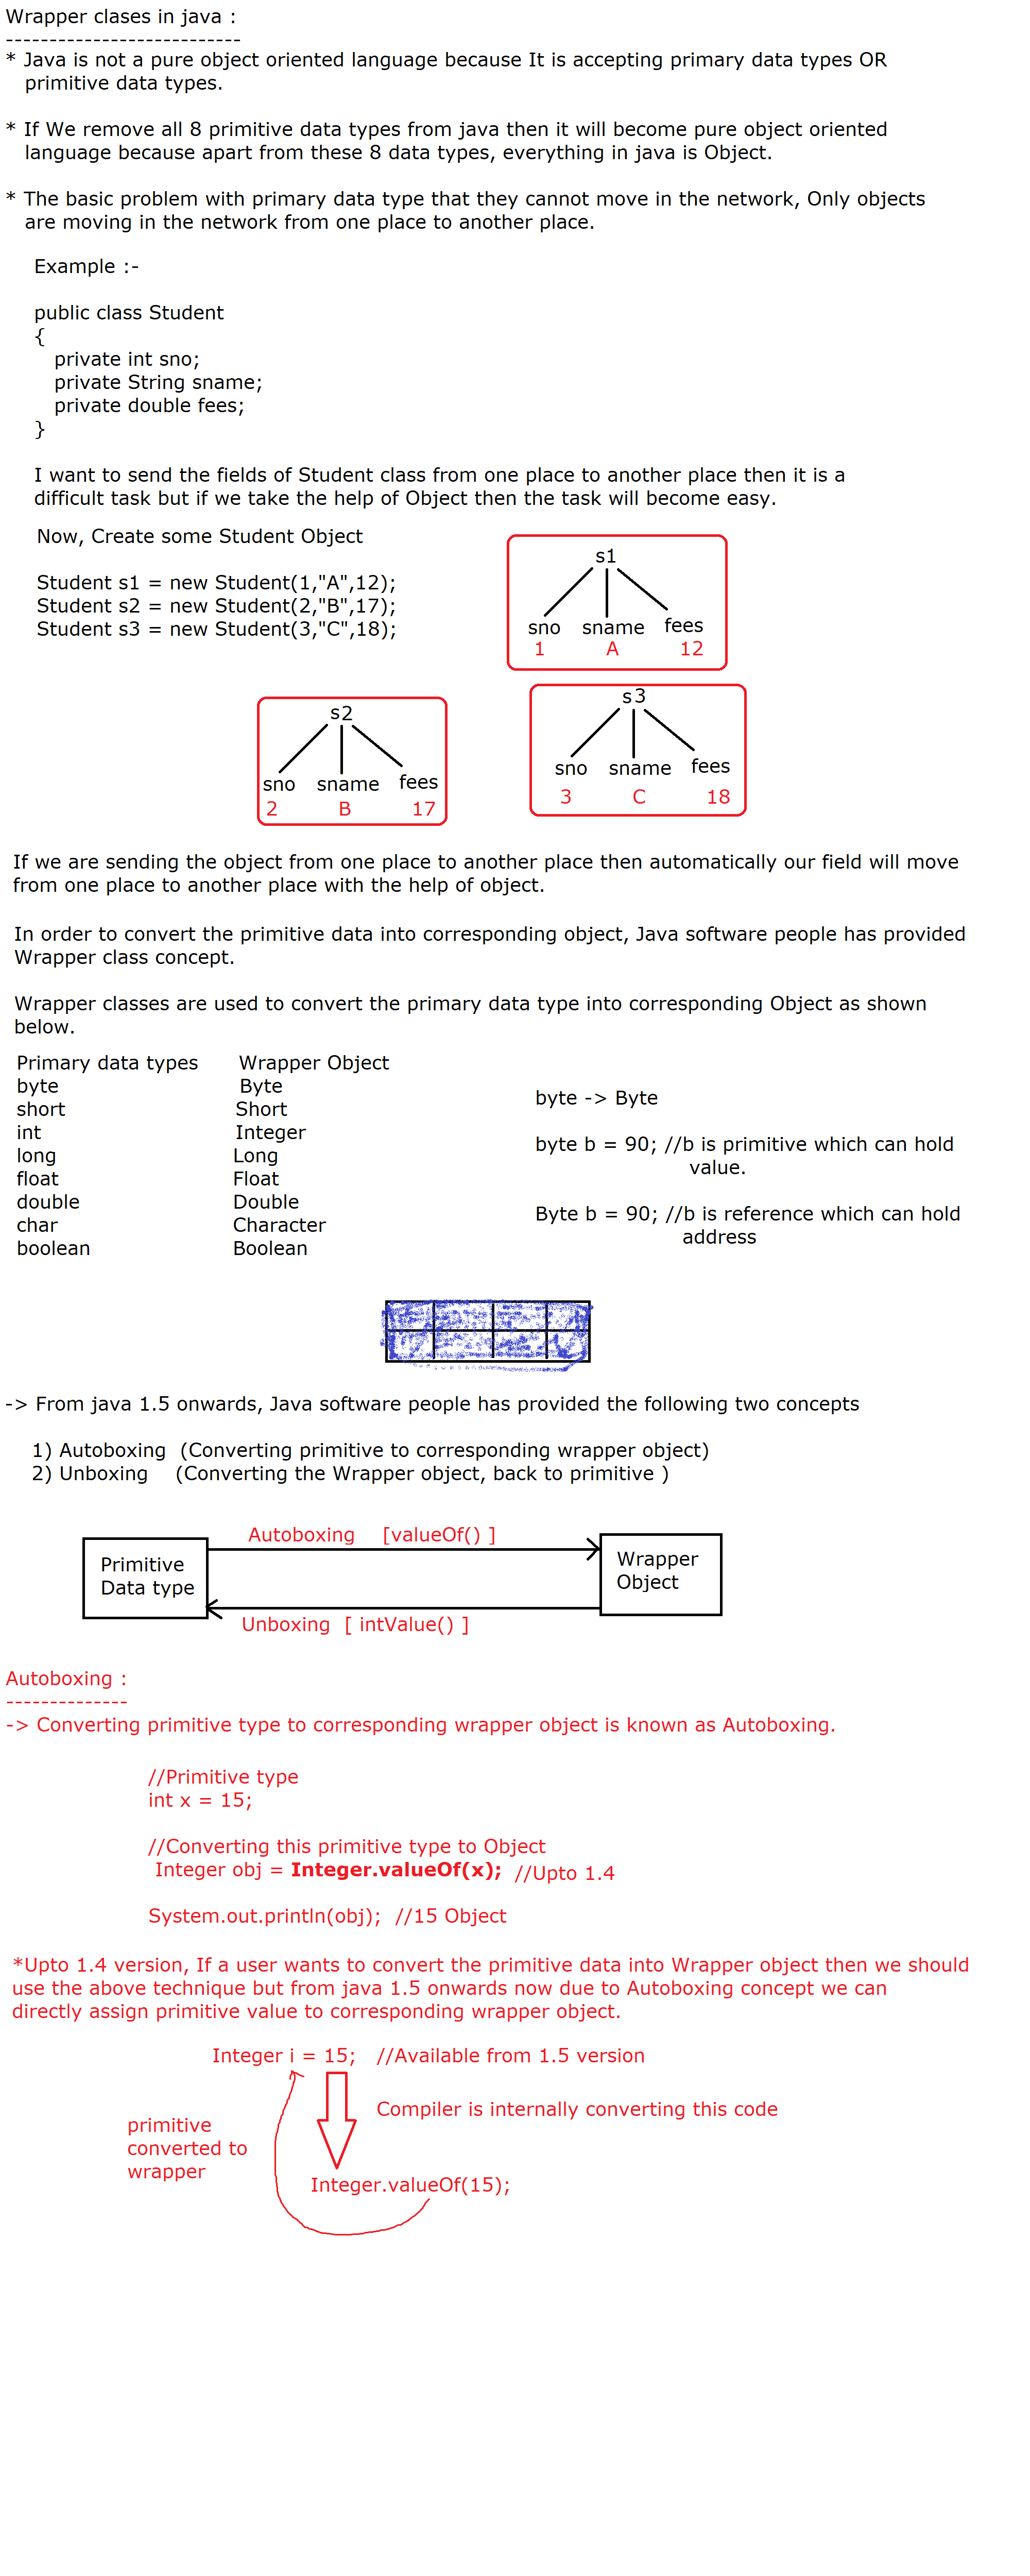 Wrapper clases in java :
---------------------------
* Java is not a pure object oriented language because It is accepting primary data types OR
primitive data types.
* If We remove all 8 primitive data types from java then it will become pure object oriented
language because apart from these 8 data types, everything in java is Object.
* The basic problem with primary data type that they cannot move in the network, Only objects
are moving in the network from one place to another place.
Example :-
public class Student
{
private int sno;
private String sname;
private double fees;
}
I want to send the fields of Student class from one place to another place then it is a
difficult task but if we take the help of Object then the task will become easy.
Now, Create some Student Object
Student s1 = new Student(1,"A",12);
Student s2 = new Student(2,"B",17);
Student s3 = new Student(3,"C",18);
s1
sno sname fees
1 A 12
s2
sno sname fees
2 B 17
s3
sno sname fees
3 C 18
If we are sending the object from one place to another place then automatically our field will move
from one place to another place with the help of object.
In order to convert the primitive data into corresponding object, Java software people has provided
Wrapper class concept.
Wrapper classes are used to convert the primary data type into corresponding Object as shown
below.
Primary data types Wrapper Object
byte Byte
short Short
int Integer
long Long
float Float
double Double
char Character
boolean Boolean
byte -> Byte
byte b = 90; //b is primitive which can hold
value.
Byte b = 90; //b is reference which can hold
address
-> From java 1.5 onwards, Java software people has provided the following two concepts
1) Autoboxing (Converting primitive to corresponding wrapper object)
2) Unboxing (Converting the Wrapper object, back to primitive )
Autoboxing [valueOf() ]
Primitive
Data type
Wrapper
Object
Unboxing [ intValue() ]
Autoboxing :
--------------
-> Converting primitive type to corresponding wrapper object is known as Autoboxing.
//Primitive type
int x = 15;
//Converting this primitive type to Object
Integer obj = Integer.valueOf(x); //Upto 1.4
System.out.println(obj); //15 Object
*Upto 1.4 version, If a user wants to convert the primitive data into Wrapper object then we should
use the above technique but from java 1.5 onwards now due to Autoboxing concept we can
directly assign primitive value to corresponding wrapper object.
Integer i = 15; //Available from 1.5 version
Compiler is internally converting this code
primitive
converted to
wrapper
Integer.valueOf(15);